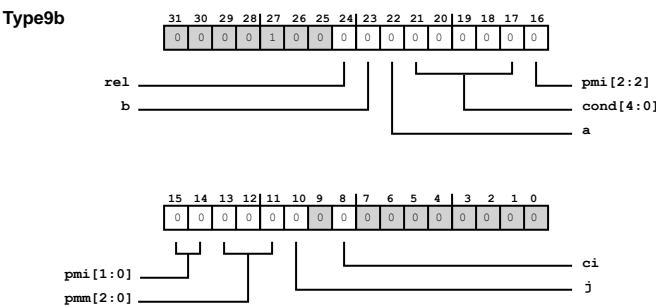 Type9b
31 30 29 28 27 26 25 24 23 22 21 20 19 18 17 16
0 0 0 0 1 0 0 0 0 0 0 0 0 0 0 0
rel
pmi[2:2]
b
cond[4:0]
a
15 14 13 12 11 10 9 8 7 6 5 4 3 2 1 0
0 0 0 0 0 0 0 0 0 0 0 0 0 0 0 0
ci
pmi[1:0]
j
pmm[2:0]